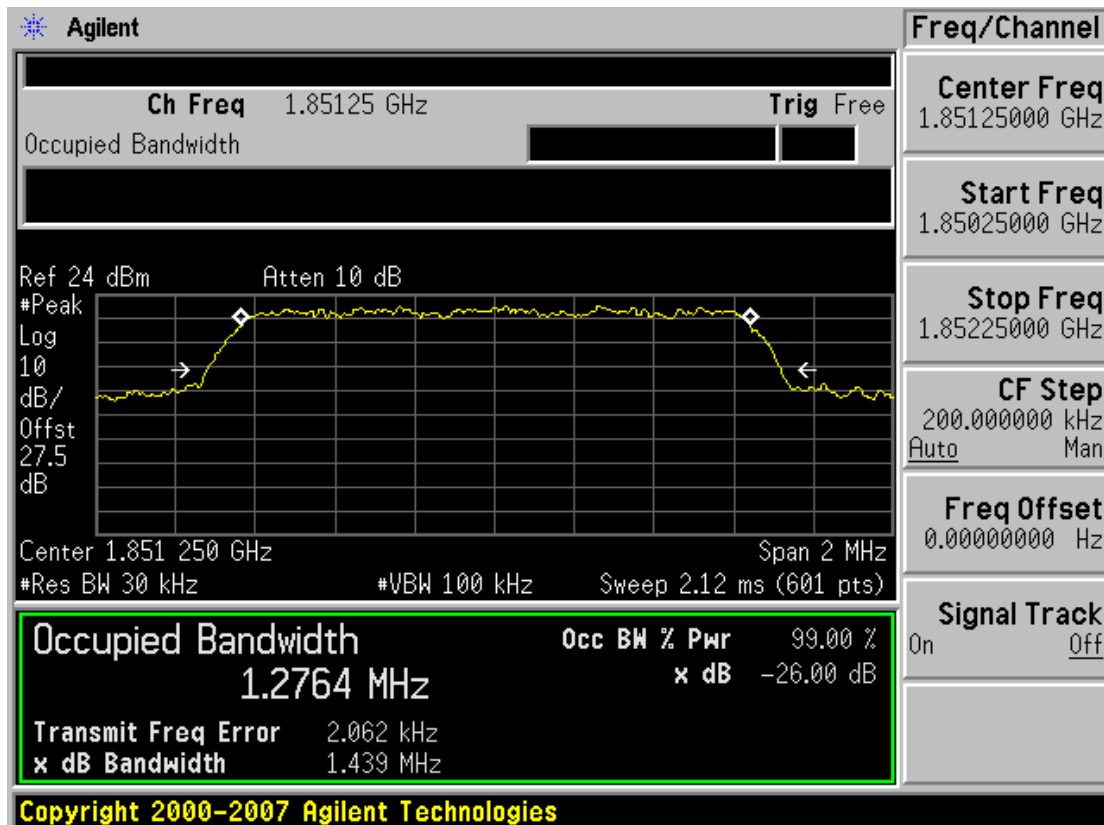 Agilent
Freq/Channel
Ch Freq 1.85125 GHz Trig Free
Occupied Bandwidth
Center Freq
1.85125000 GHz
Start Freq
1.85025000 GHz
Stop Freq
1.85225000 GHz
CF Step
200.000000 kHz
Auto Man
Freq Offset
0.00000000 Hz
Signal Track
On Off
Ref 24 dBm Atten 10 dB
#Peak
Log
10
dB/
Offst
27.5
dB
Center 1.851 250 GHz Span 2 MHz
#Res BW 30 kHz #VBW 100 kHz Sweep 2.12 ms (601 pts)
Occupied Bandwidth
1.2764 MHz
Occ BW % Pwr 99.00 %
x dB -26.00 dB
Transmit Freq Error 2.062 kHz
x dB Bandwidth 1.439 MHz
Copyright 2000-2007 Agilent Technologies